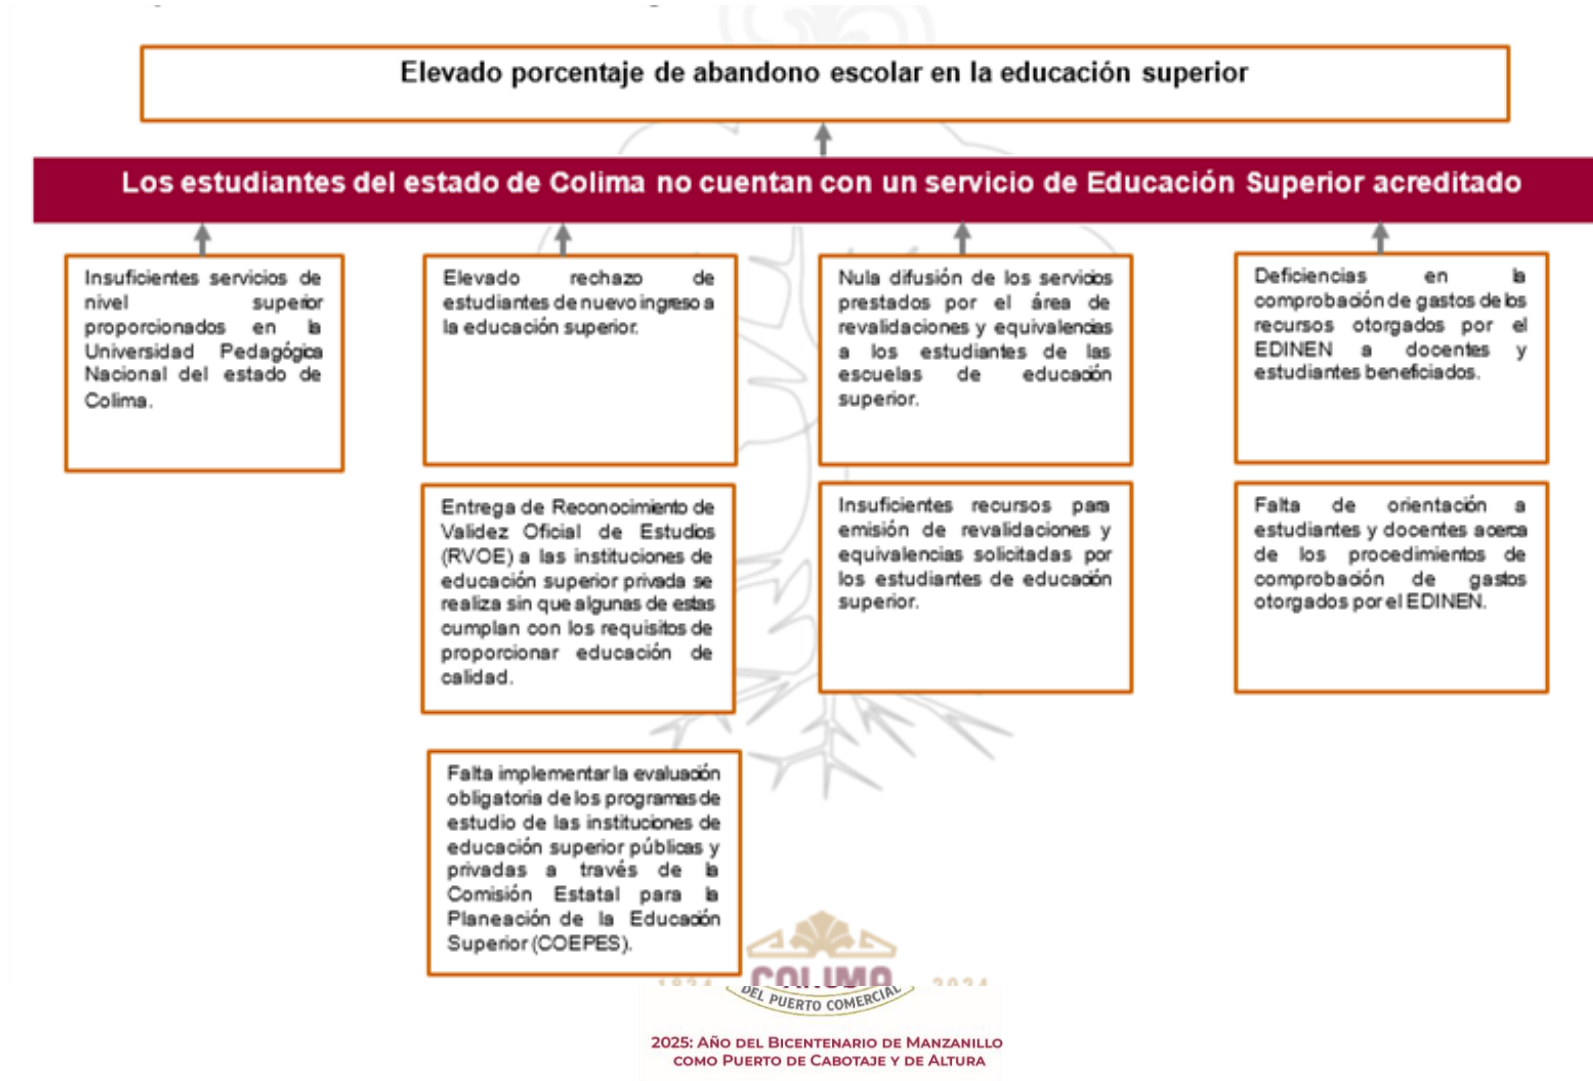 Elevado porcentaje de abandono escolar en la educación superior
Los estudiantes del estado de Colima no cuentan con un servicio de Educación Superior acreditado
Insuficientes servicios de
nivel superior
proporcionados en la
Universidad Pedagógica
Nacional del estado de
Colima.
Elevado rechazo de
estudiantes de nuevo ingreso a
la educación superior.
Entrega de Reconocimiento de
Validez Oficial de Estudios
(RVOE) a las instituciones de
educación superior privada se
realiza sin que algunas de estas
cumplan con los requisitos de
proporcionar educación de
calidad.
Falta implementar la evaluación
obligatoria de los programas de
estudio de las instituciones de
educación superior públicas y
privadas a través de la
Comisión Estatal para la
Planeación de la Educación
Superior (COEPES).
Nula difusión de los servicios
prestados por el área de
revalidaciones y equivalencias
a los estudiantes de las
escuelas de educación
superior.
Insuficientes recursos para
emisión de revalidaciones y
equivalencias solicitadas por
los estudiantes de educación
superior.
Deficiencias en la
comprobación de gastos de los
recursos otorgados por el
EDINEN a docentes y
estudiantes beneficiados.
Falta de orientación a
estudiantes y docentes acerca
de los procedimientos de
comprobación de gastos
otorgados por el EDINEN.
1824 COLIMA 2024
DEL PUERTO COMERCIAL
2025: AÑO DEL BICENTENARIO DE MANZANILLO
COMO PUERTO DE CABOTAJE Y DE ALTURA